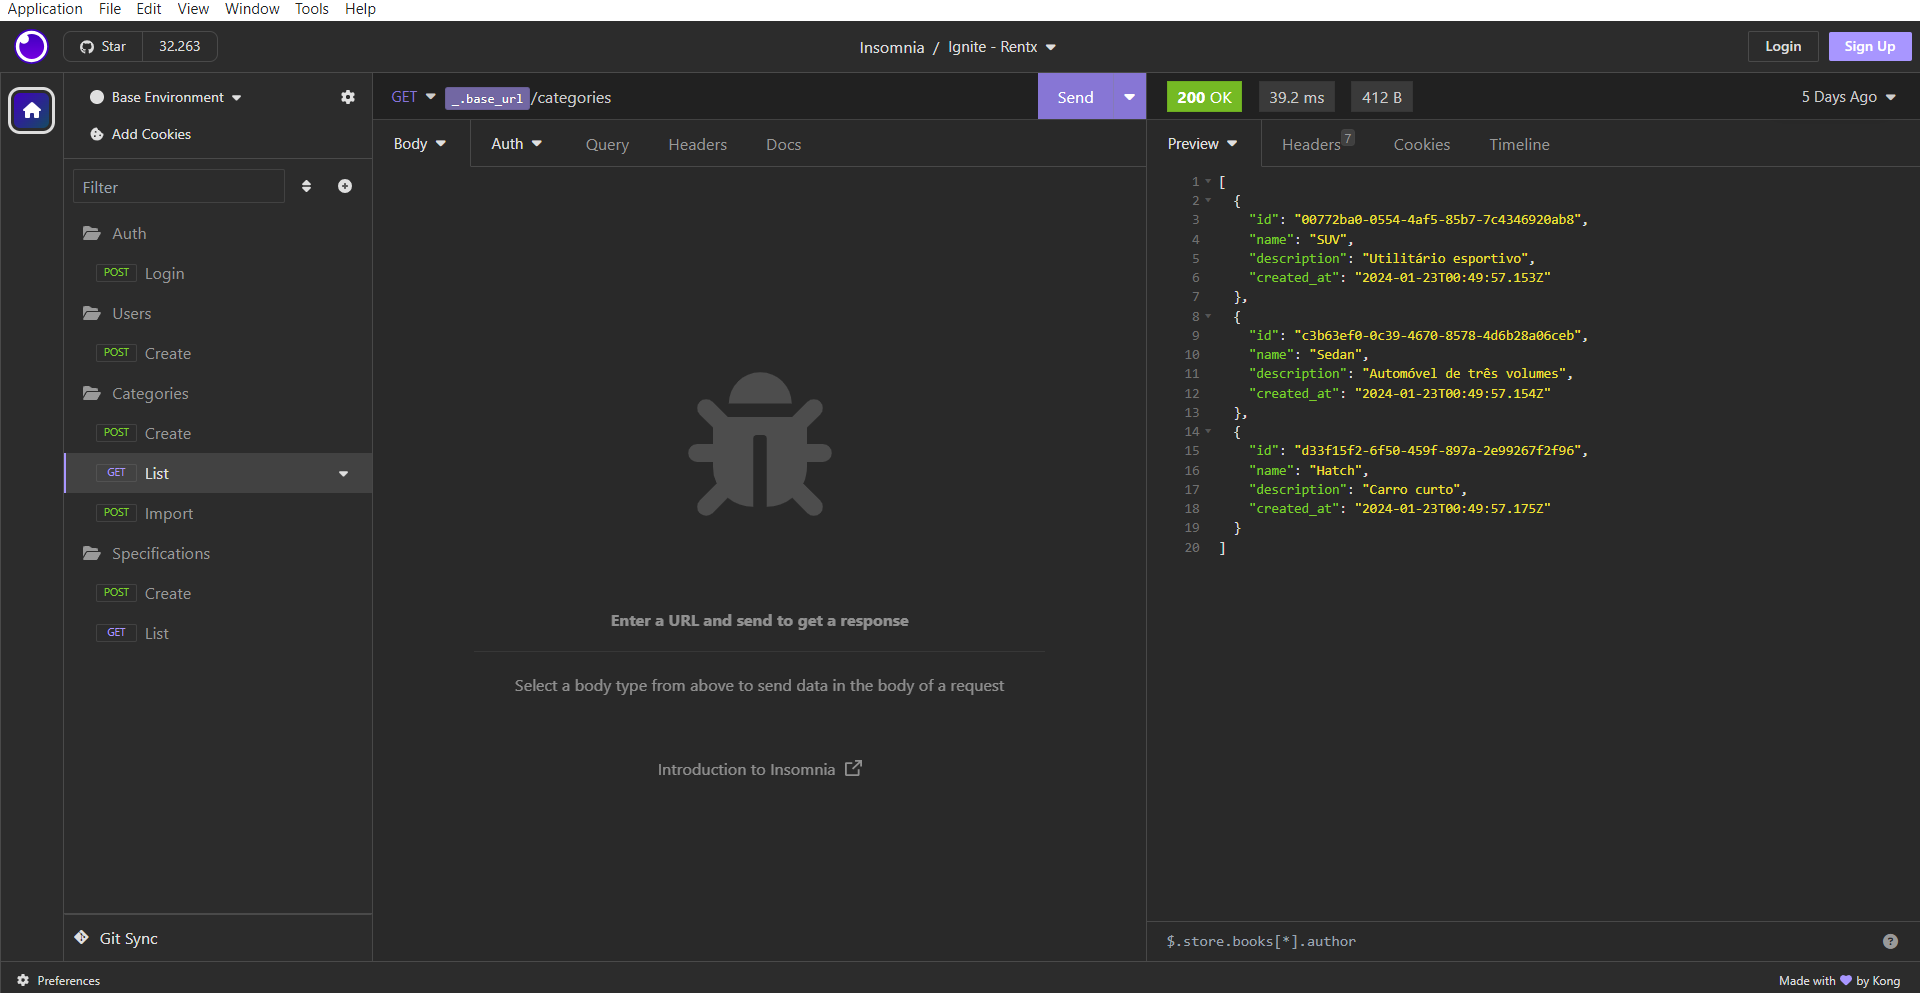 Application File Edit View Window Tools Help
Star 32.263
Insomnia / Ignite - Rentx
Login Sign Up
Base Environment
Add Cookies
Filter
Auth
POST Login
Users
POST Create
Categories
POST Create
GET List
POST Import
Specifications
POST Create
GET List
Git Sync
Preferences
GET _.base_url/categories Send
Body Auth Query Headers Docs
Enter a URL and send to get a response
Select a body type from above to send data in the body of a request
Introduction to Insomnia
200 OK 39.2 ms 412 B 5 Days Ago
Preview Headers 7 Cookies Timeline
1 [
2 {
3 "id": "00772ba0-0554-4af5-85b7-7c4346920ab8",
4 "name": "SUV",
5 "description": "Utilitário esportivo",
6 "created_at": "2024-01-23T00:49:57.153Z"
7 },
8 {
9 "id": "c3b63ef0-0c39-4670-8578-4d6b28a06ceb",
10 "name": "Sedan",
11 "description": "Automóvel de três volumes",
12 "created_at": "2024-01-23T00:49:57.154Z"
13 },
14 {
15 "id": "d33f15f2-6f50-459f-897a-2e99267f2f96",
16 "name": "Hatch",
17 "description": "Carro curto",
18 "created_at": "2024-01-23T00:49:57.175Z"
19 }
20 ]
$.store.books[*].author
?
Made with 💜 by Kong